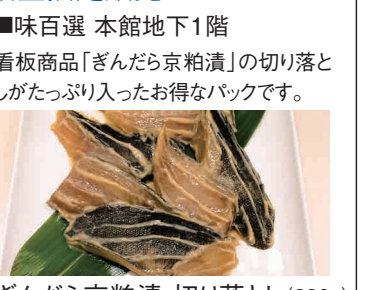 ■味百選 本館地下1階
看板商品「ぎんだら京粕漬」の切り落と
しがたっぷり入ったお得なパックです。
ぎんだら京粕漬 切り落とし